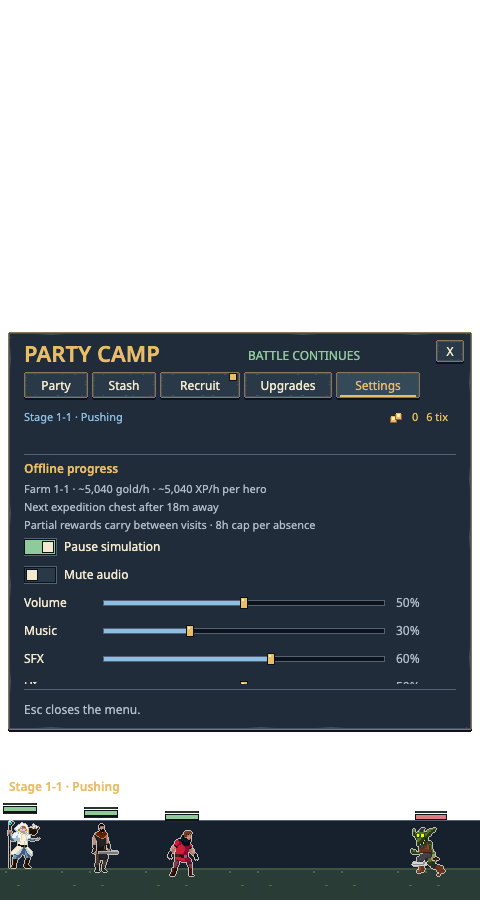 PARTY CAMP
BATTLE CONTINUES
X
Party
Stash
Recruit
Upgrades
Settings
Stage 1-1 · Pushing
0 6 tix
Offline progress
Farm 1-1 · ~5,040 gold/h · ~5,040 XP/h per hero
Next expedition chest after 18m away
Partial rewards carry between visits · 8h cap per absence
Pause simulation
Mute audio
Volume 50%
Music 30%
SFX 60%
Esc closes the menu.
Stage 1-1 · Pushing